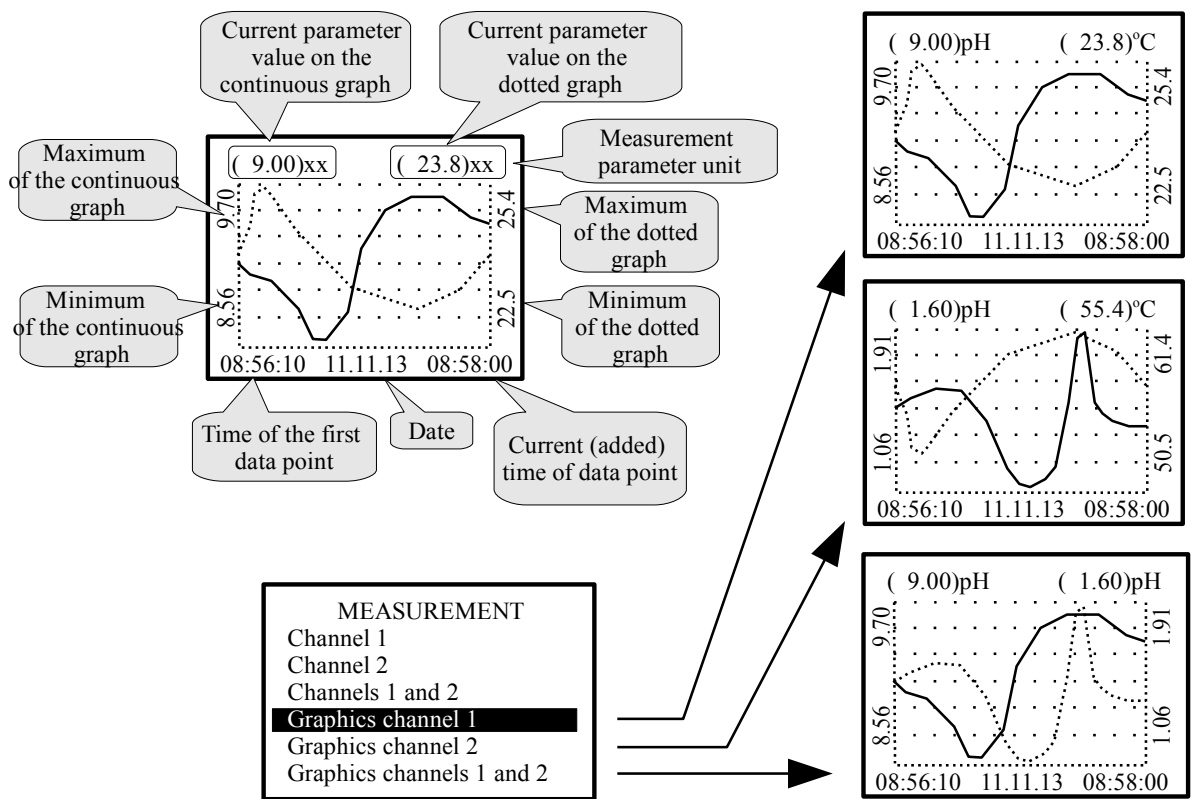 Current parameter
value on the
continuous graph
Current parameter
value on the
dotted graph
Maximum
of the continuous
graph
Minimum
of the continuous
graph
( 9.00)xx ( 23.8)xx
9.70
8.56
25.4
22.5
08:56:10 11.11.13 08:58:00
Measurement
parameter unit
Maximum
of the dotted
graph
Minimum
of the dotted
graph
Time of the first
data point
Date
Current (added)
time of data point
MEASUREMENT
Channel 1
Channel 2
Channels 1 and 2
Graphics channel 1
Graphics channel 2
Graphics channels 1 and 2
( 9.00)pH ( 23.8)°C
9.70
8.56
25.4
22.5
08:56:10 11.11.13 08:58:00
( 1.60)pH ( 55.4)°C
1.91
1.06
61.4
50.5
08:56:10 11.11.13 08:58:00
( 9.00)pH ( 1.60)pH
9.70
8.56
1.91
1.06
08:56:10 11.11.13 08:58:00